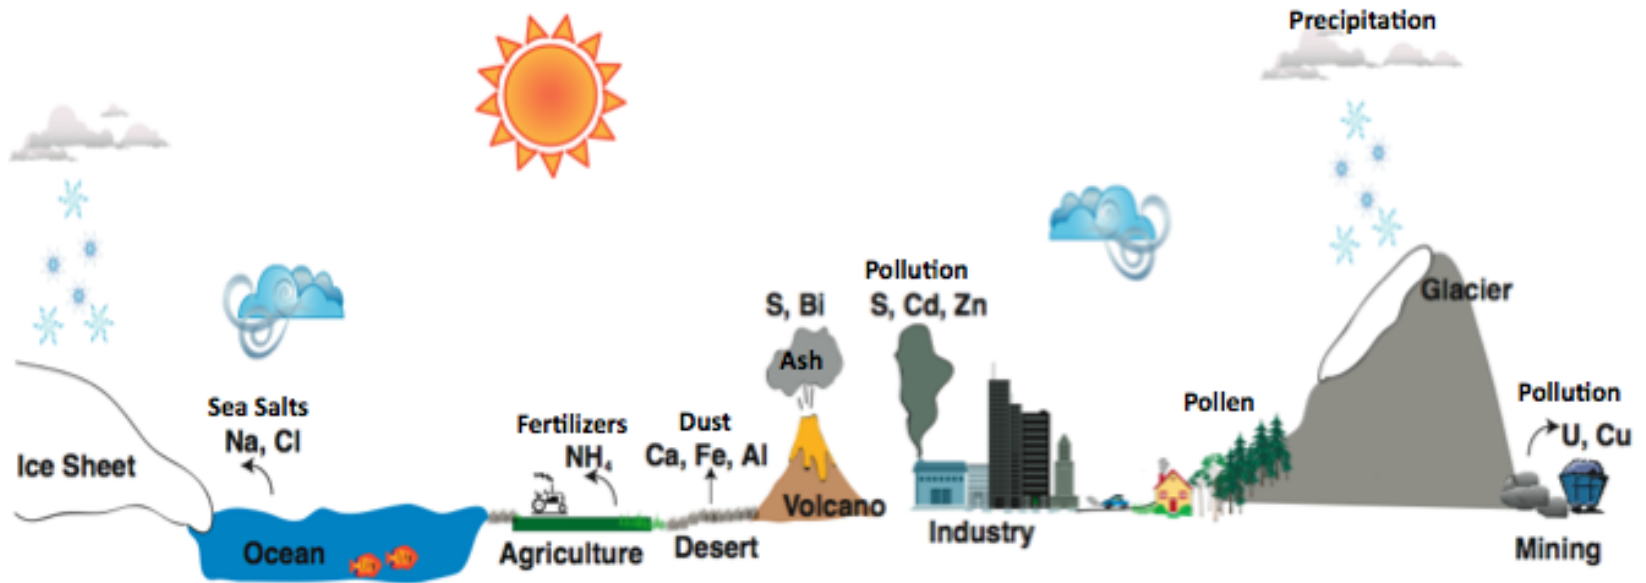 Precipitation
Pollution
S, Bi
S, Cd, Zn
Glacier
Ash
Sea Salts
Na, Cl
Fertilizers
NH₄
Dust
Ca, Fe, Al
Pollen
Pollution
U, Cu
Ice Sheet
Volcano
Ocean
Agriculture
Desert
Industry
Mining